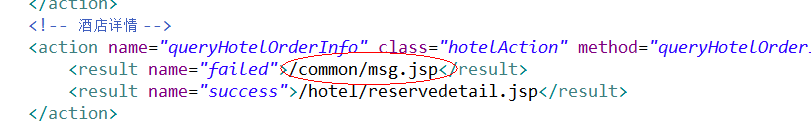 </action>
<!-- 酒店详情 -->
<action name="queryHotelOrderInfo" class="hotelAction" method="queryHotelOrder
<result name="failed">/common/msg.jsp</result>
<result name="success">/hotel/reservedetail.jsp</result>
</action>